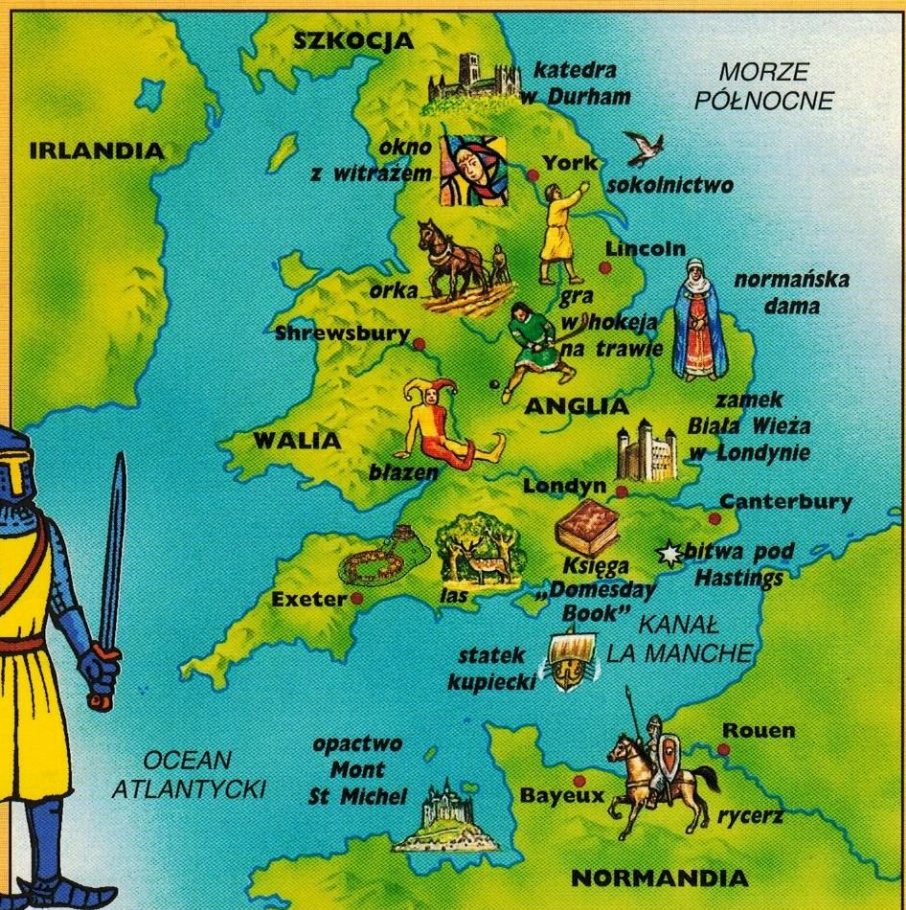 SZKOCJA
katedra
w Durham
MORZE
PÓŁNOCNE
IRLANDIA
okno
z witrażem
York
sokolnictwo
Lincoln
orka
gra
w hokeja
na trawie
normańska
dama
Shrewsbury
ANGLIA
zamek
Biała Wieża
w Londynie
WALIA
błazen
Londyn
Canterbury
Księga
„Domesday
Book”
bitwa pod
Hastings
Exeter
las
KANAŁ
LA MANCHE
statek
kupiecki
OCEAN
ATLANTYCKI
opactwo
Mont
St Michel
Rouen
Bayeux
rycerz
NORMANDIA